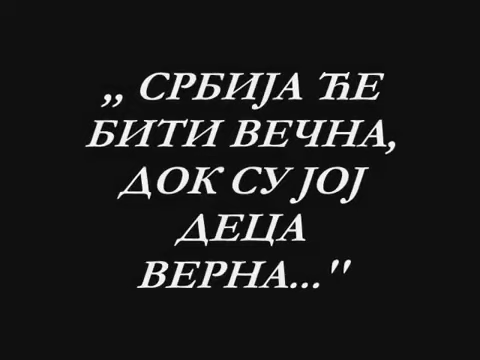 „ СРБИЈА ЋЕ
БИТИ ВЕЧНА,
ДОК СУ ЈОЈ
ДЕЦА
ВЕРНА..."